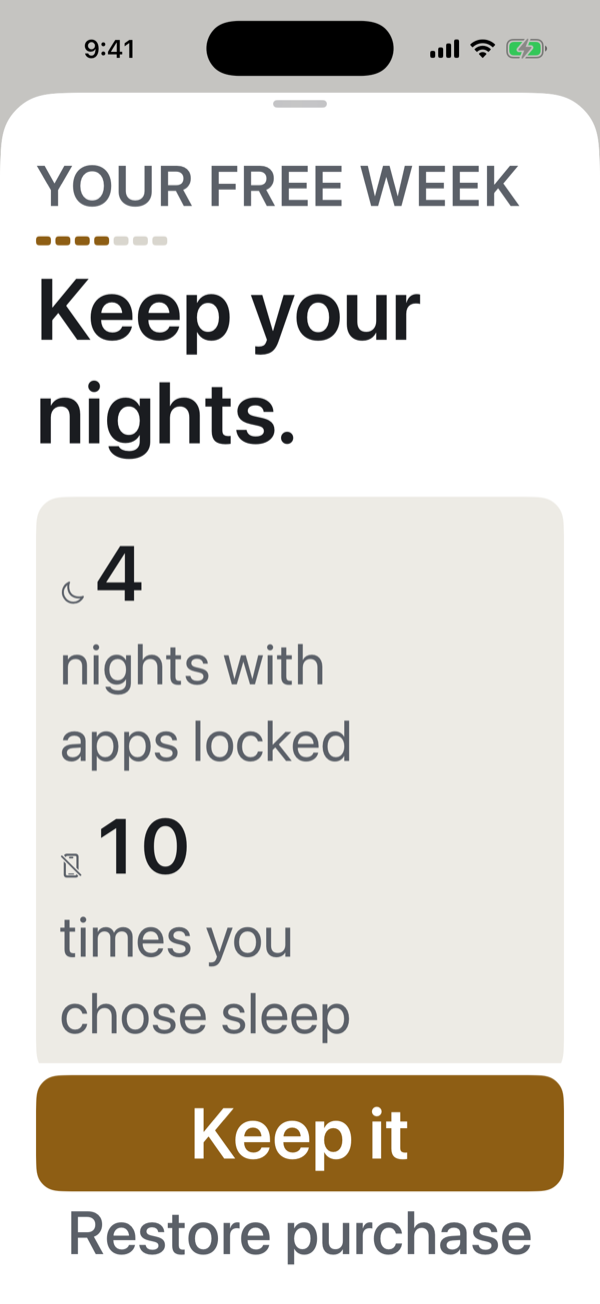 9:41
YOUR FREE WEEK
Keep your
nights.
4
nights with
apps locked
10
times you
chose sleep
Keep it
Restore purchase